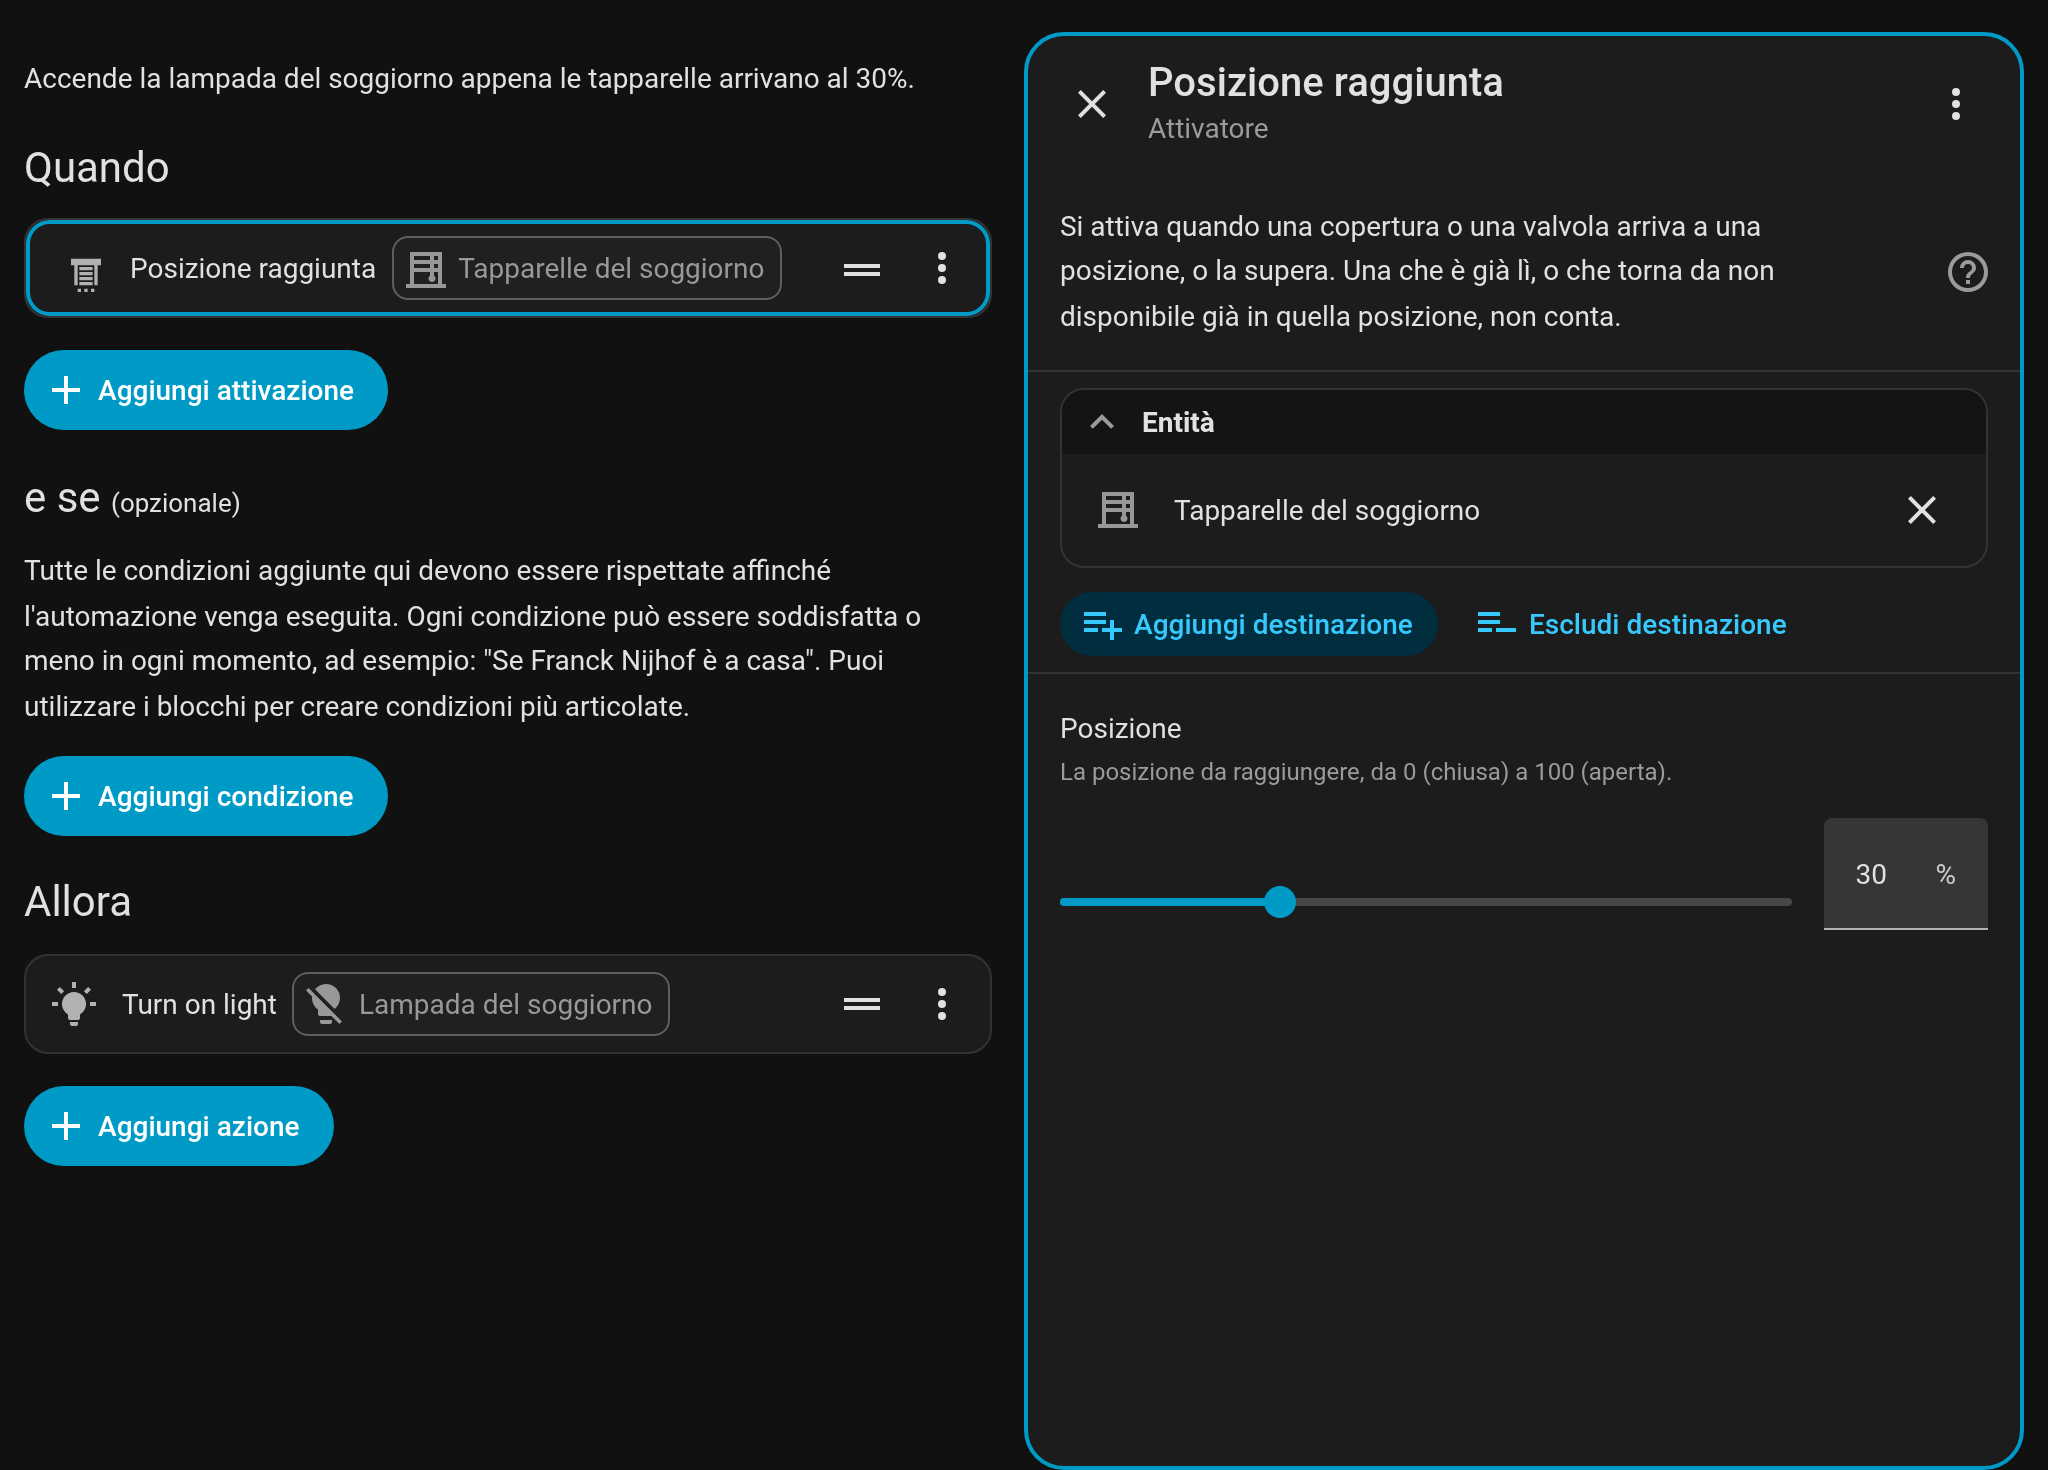 Accende la lampada del soggiorno appena le tapparelle arrivano al 30%.
Quando
Posizione raggiunta Tapparelle del soggiorno
Aggiungi attivazione
e se (opzionale)
Tutte le condizioni aggiunte qui devono essere rispettate affinché
l'automazione venga eseguita. Ogni condizione può essere soddisfatta o
meno in ogni momento, ad esempio: "Se Franck Nijhof è a casa". Puoi
utilizzare i blocchi per creare condizioni più articolate.
Aggiungi condizione
Allora
Turn on light Lampada del soggiorno
Aggiungi azione
Posizione raggiunta
Attivatore
Si attiva quando una copertura o una valvola arriva a una
posizione, o la supera. Una che è già lì, o che torna da non
disponibile già in quella posizione, non conta.
Entità
Tapparelle del soggiorno
Aggiungi destinazione Escludi destinazione
Posizione
La posizione da raggiungere, da 0 (chiusa) a 100 (aperta).
30 %